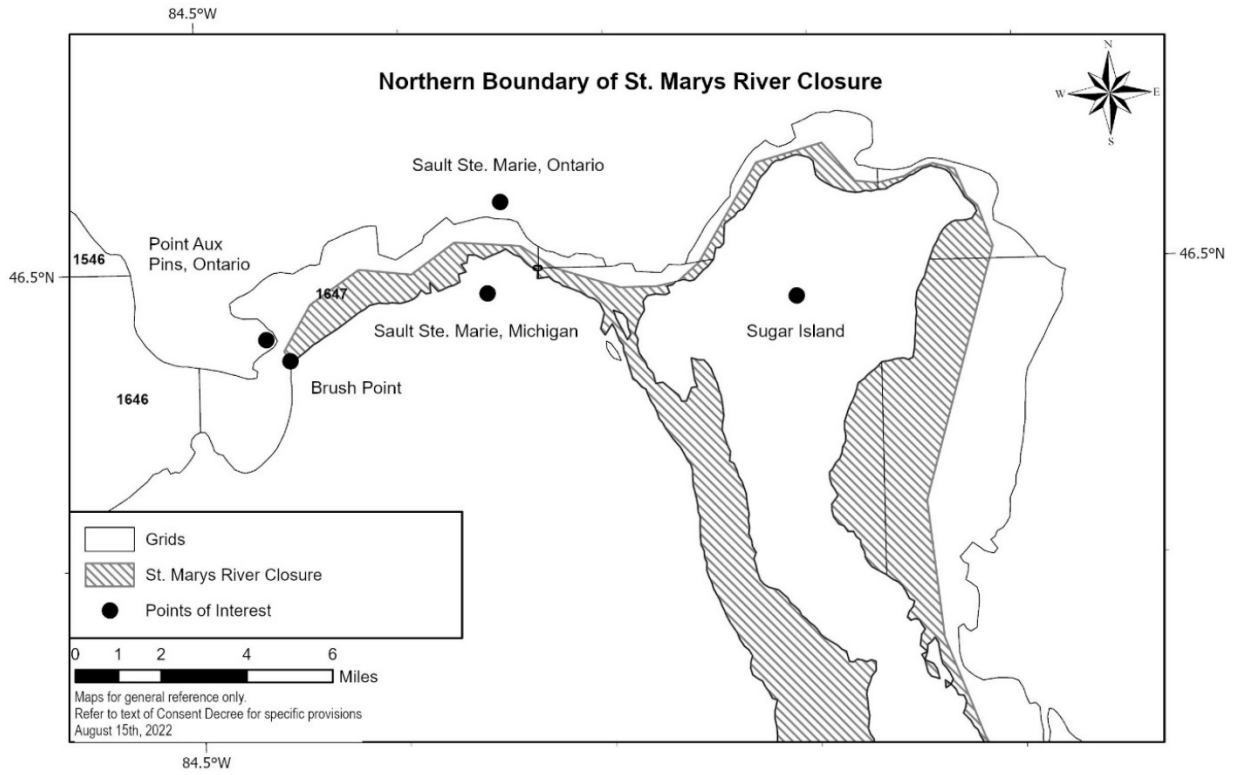 84.5°W
Northern Boundary of St. Marys River Closure
N
W
E
S
Sault Ste. Marie, Ontario
Point Aux
Pins, Ontario
1546
46.5°N
46.5°N
1647
Sault Ste. Marie, Michigan
Sugar Island
Brush Point
1646
Grids
St. Marys River Closure
Points of Interest
0 1 2 4 6
Miles
Maps for general reference only.
Refer to text of Consent Decree for specific provisions
August 15th, 2022
84.5°W